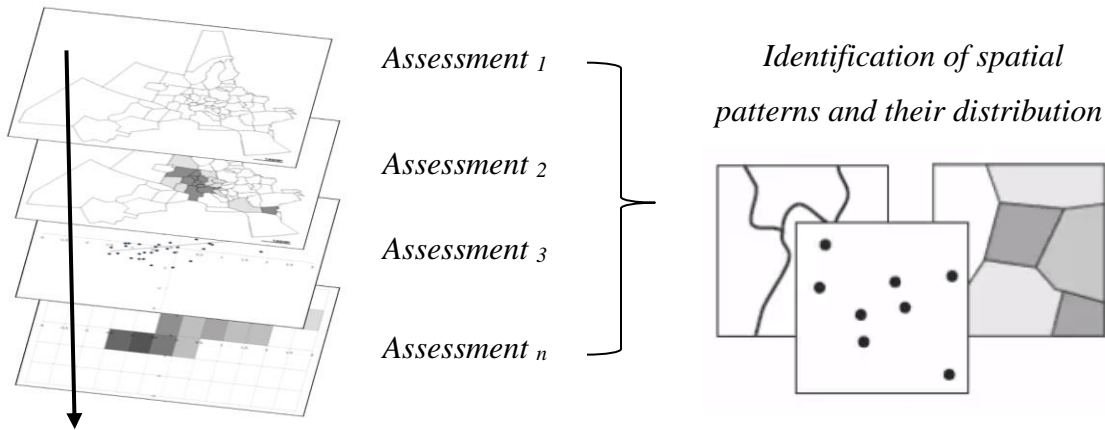 Assessment 1
Assessment 2
Assessment 3
Assessment n
Identification of spatial
patterns and their distribution